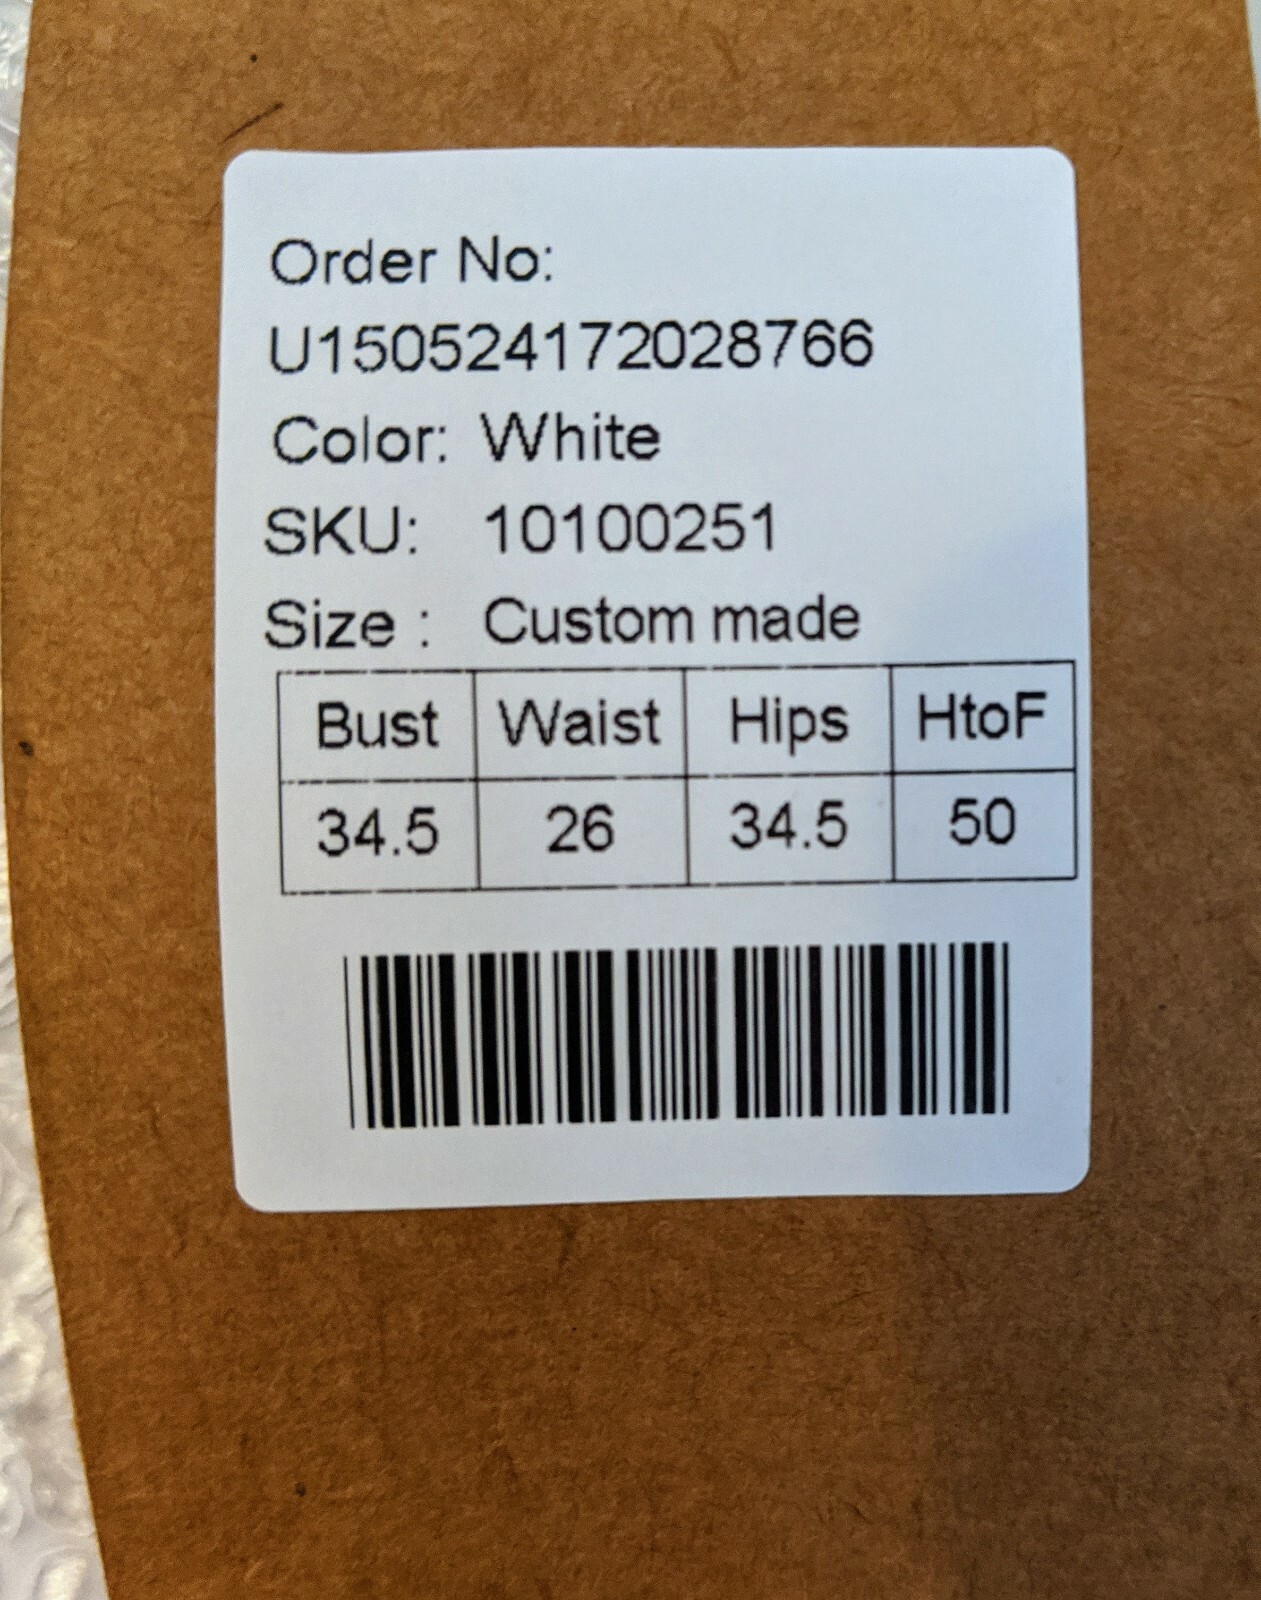 Order No:
U150524172028766
Color: White
SKU: 10100251
Size : Custom made
Bust Waist Hips HtoF
34.5 26 34.5 50